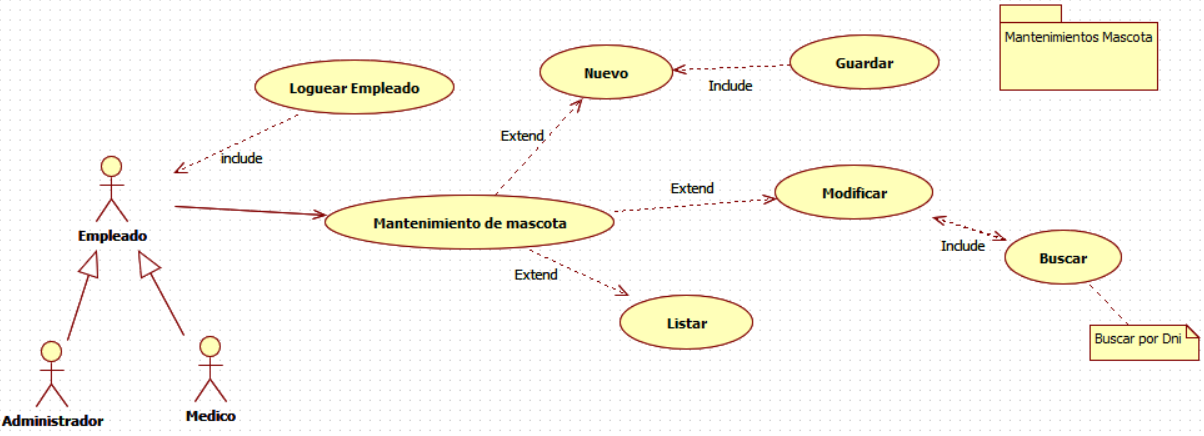 Mantenimientos Mascota
Nuevo
Guardar
Include
Loguear Empleado
Extend
include
Modificar
Extend
Mantenimiento de mascota
Empleado
Include
Buscar
Extend
Listar
Buscar por Dni
Administrador
Medico